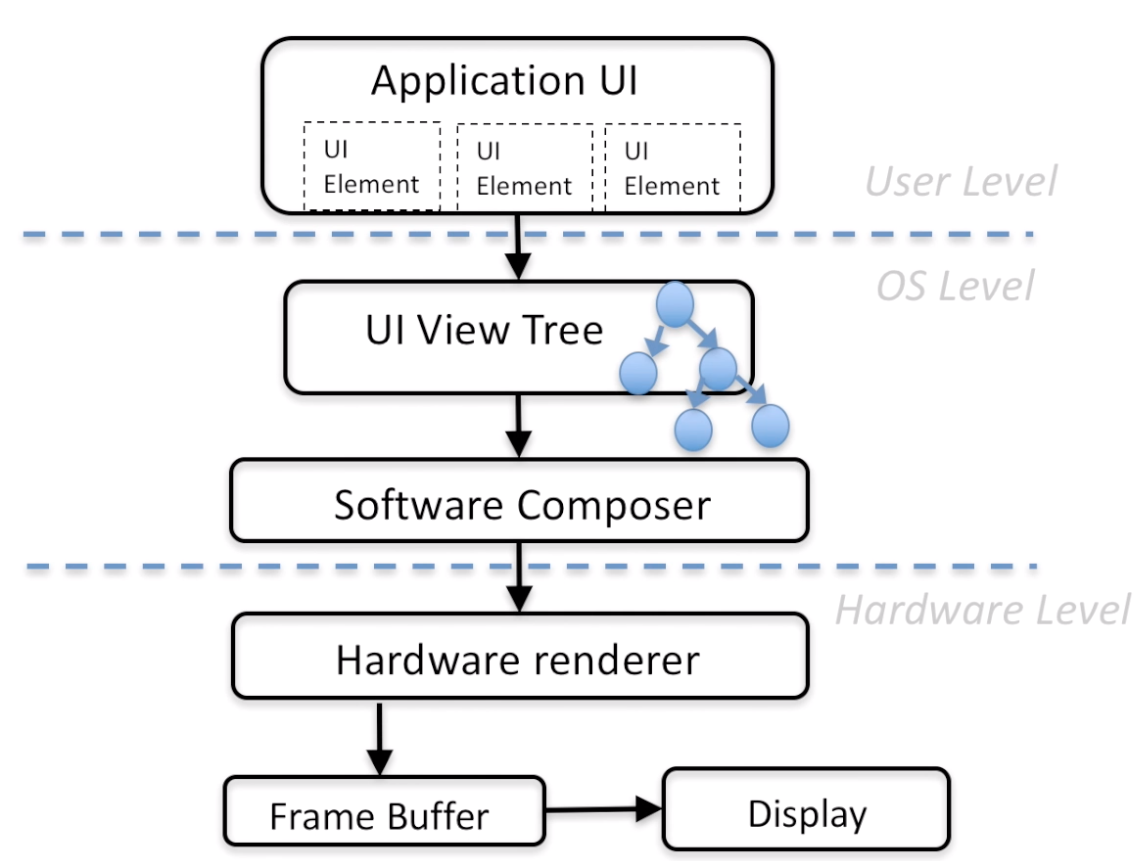 Application UI
UI
Element
UI
Element
UI
Element
User Level
OS Level
UI View Tree
Software Composer
Hardware Level
Hardware renderer
Frame Buffer
Display